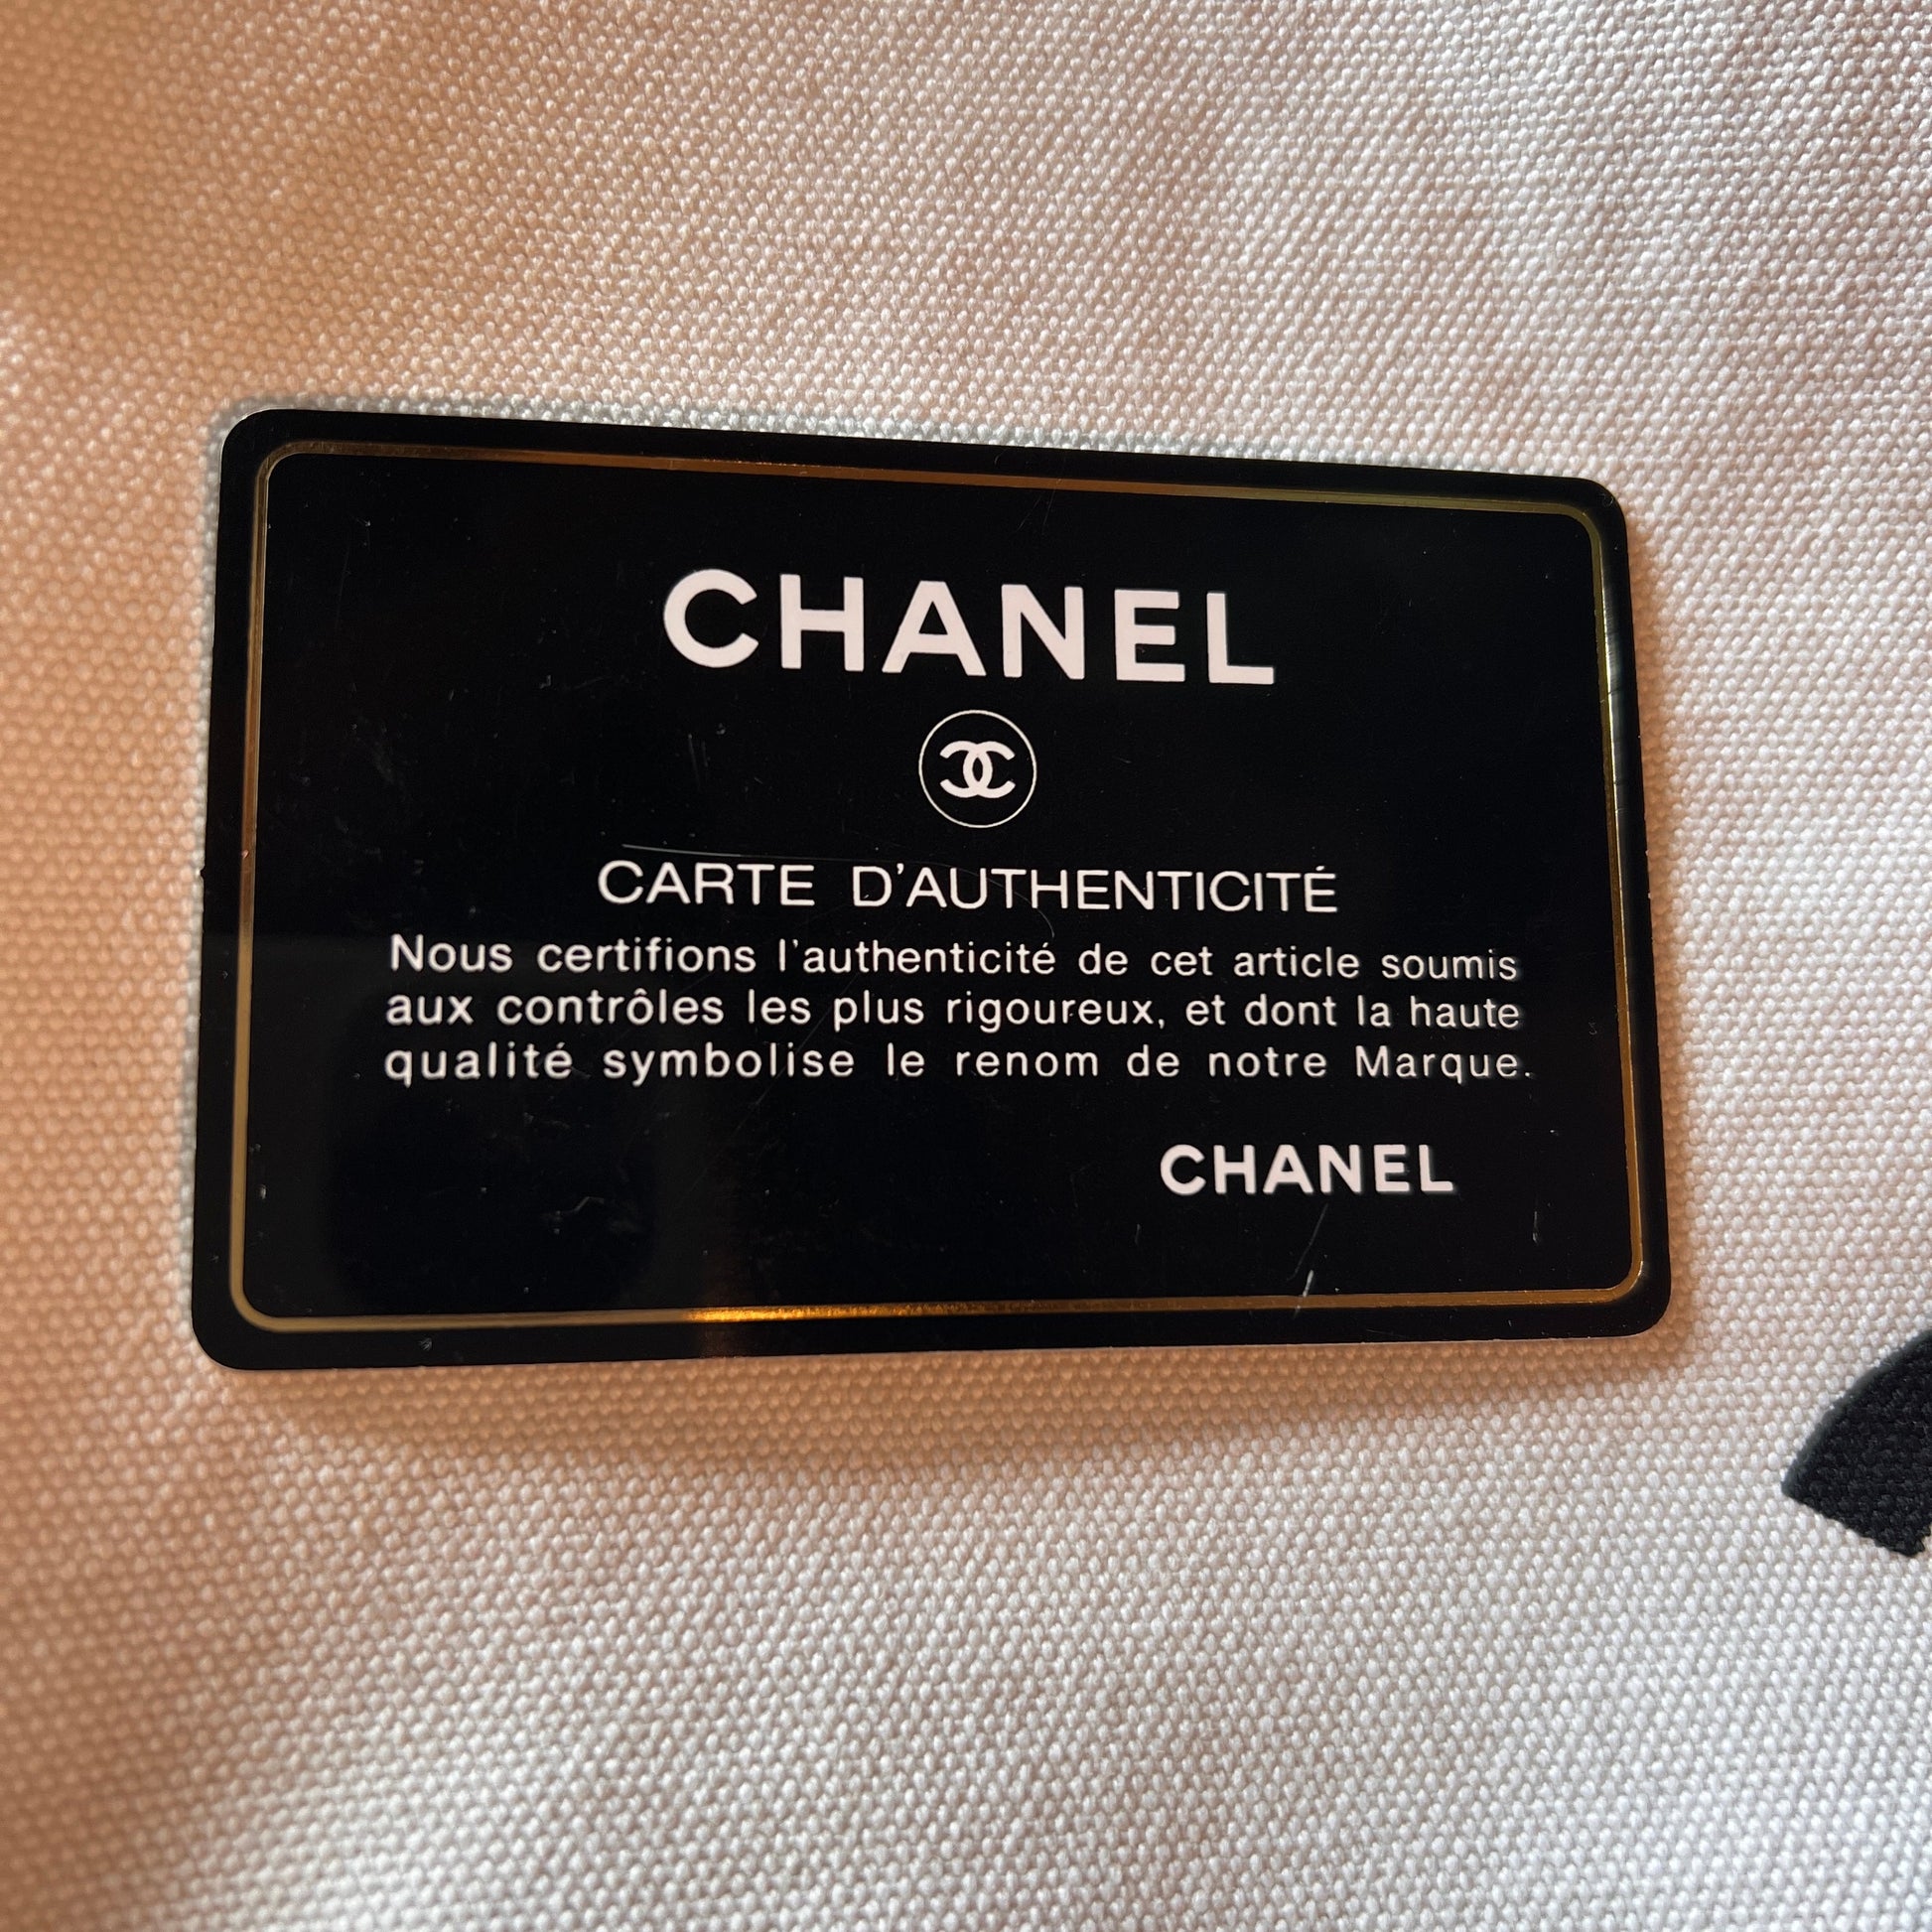 CHANEL
CARTE D'AUTHENTICITÉ
Nous certifions l'authenticité de cet article soumis
aux contrôles les plus rigoureux, et dont la haute
qualité symbolise le renom de notre Marque.
CHANEL